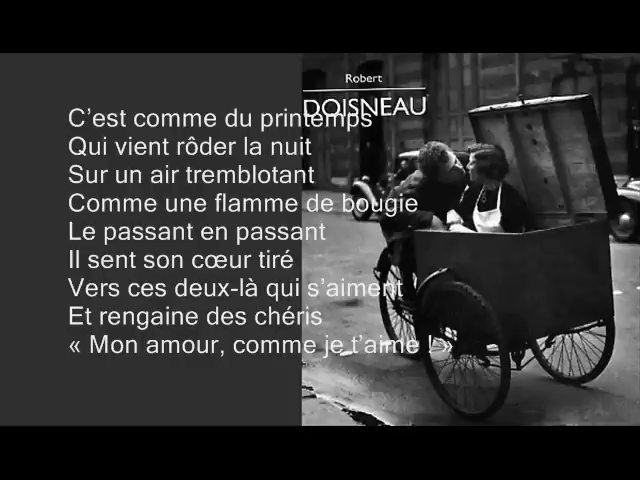 Robert
DOISNEAU
C’est comme du printemps
Qui vient rôder la nuit
Sur un air tremblotant
Comme une flamme de bougie
Le passant en passant
Il sent son cœur tiré
Vers ces deux-là qui s’aiment
Et rengaine des chéris
« Mon amour, comme je t’aime ! »